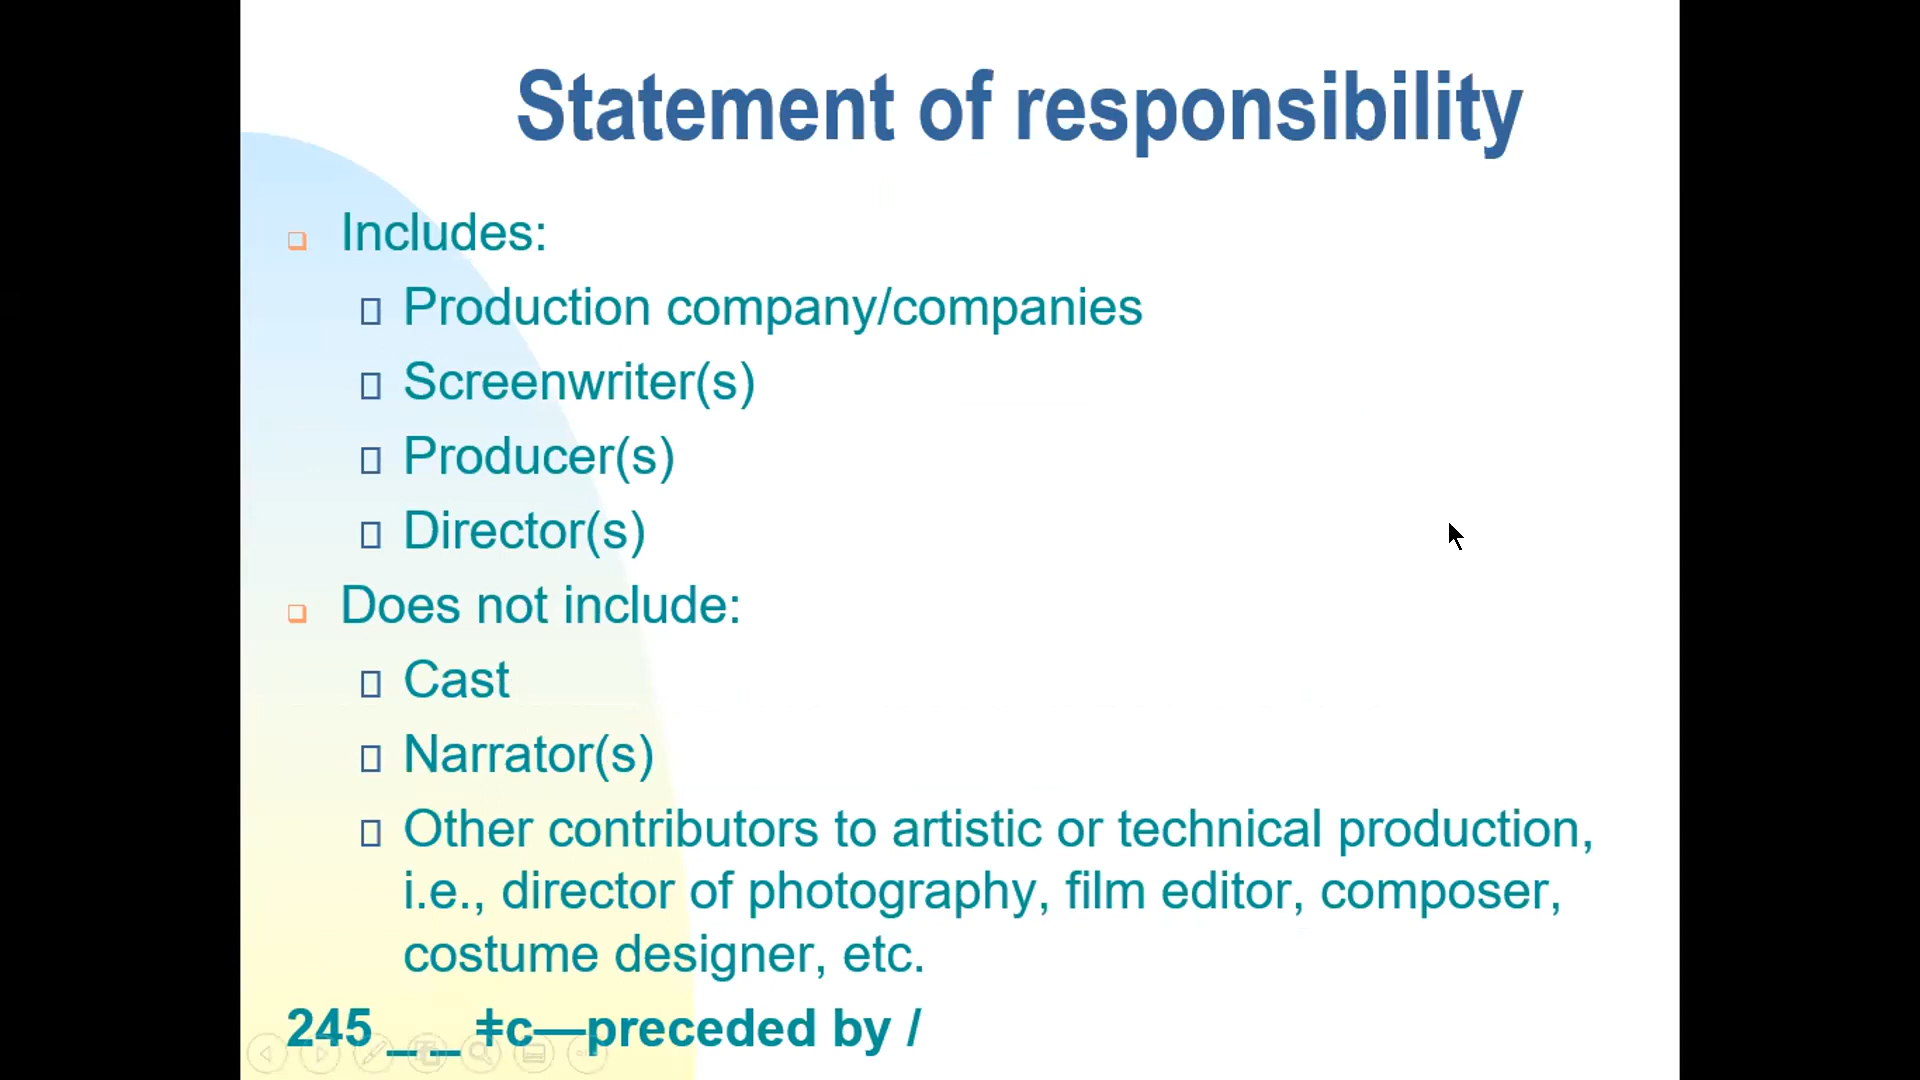 Statement of responsibility
Includes:
Production company/companies
Screenwriter(s)
Producer(s)
Director(s)
Does not include:
Cast
Narrator(s)
Other contributors to artistic or technical production,
i.e., director of photography, film editor, composer,
costume designer, etc.
245 _ _ ǂc—preceded by /